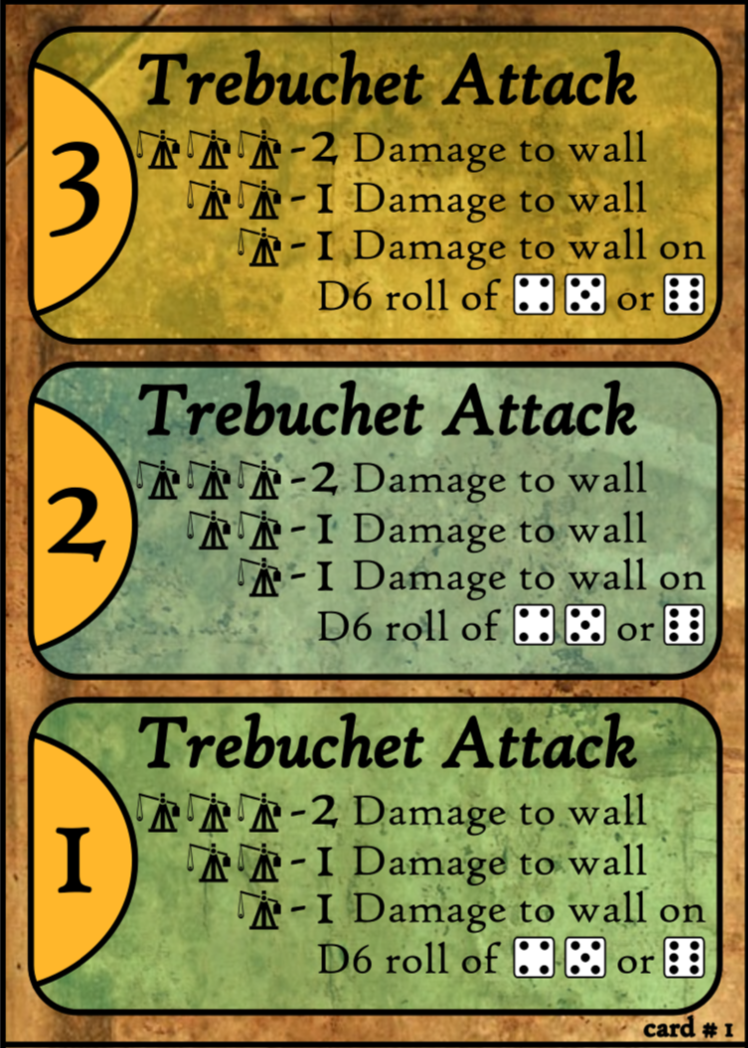 Trebuchet Attack
3
-2 Damage to wall
-1 Damage to wall
-1 Damage to wall on
D6 roll of or
Trebuchet Attack
2
-2 Damage to wall
-1 Damage to wall
-1 Damage to wall on
D6 roll of or
Trebuchet Attack
1
-2 Damage to wall
-1 Damage to wall
-1 Damage to wall on
D6 roll of or
card # 1